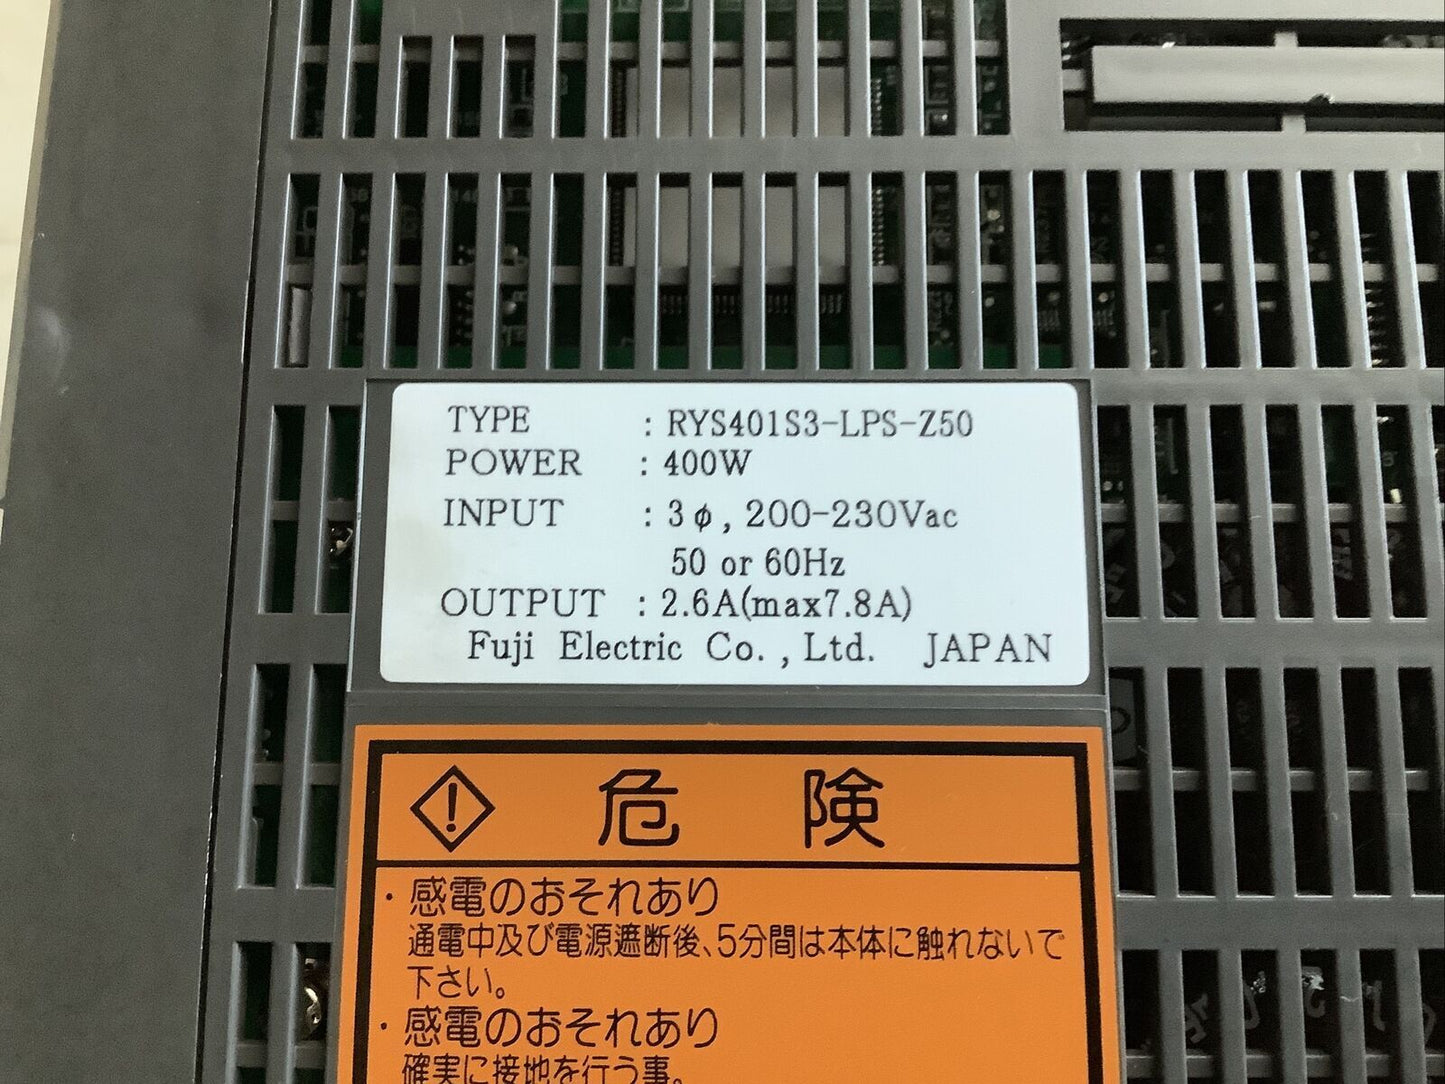 TYPE : RYS401S3-LPS-Z50
POWER : 400W
INPUT : 3φ, 200-230Vac
50 or 60Hz
OUTPUT : 2.6A(max7.8A)
Fuji Electric Co., Ltd. JAPAN
危険
・感電のおそれあり
通電中及び電源遮断後、5分間は本体に触れないで
下さい。
・感電のおそれあり
確実に接地を行う事。